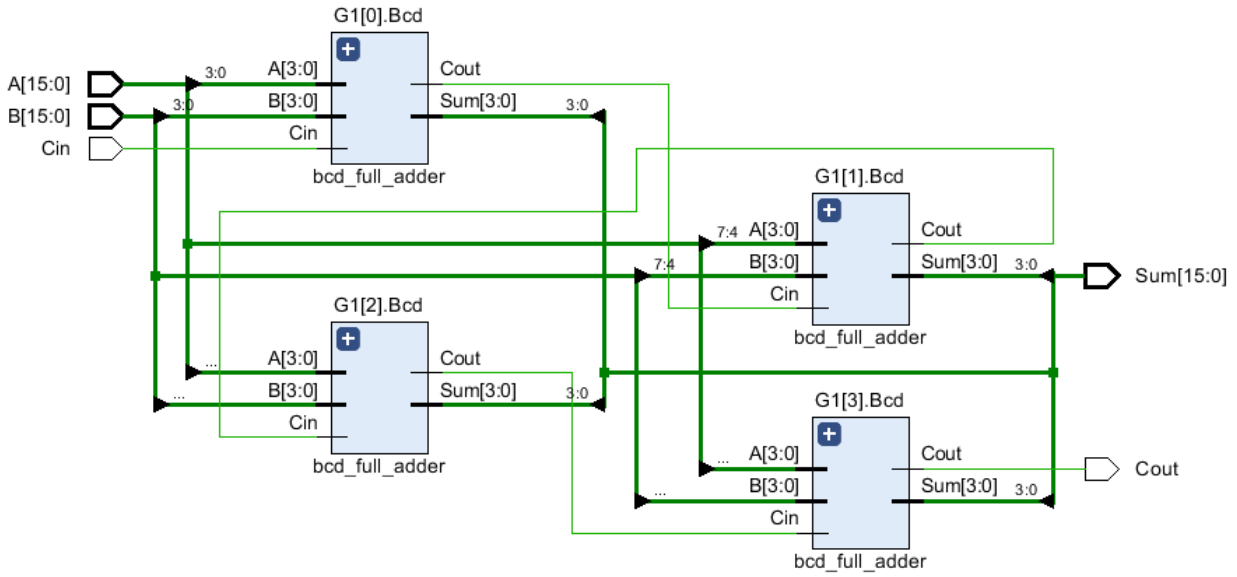 G1[0].Bcd
A[15:0]
3:0
A[3:0]
Cout
B[15:0]
3:0
B[3:0]
Sum[3:0]
3:0
Cin
Cin
bcd_full_adder
G1[1].Bcd
7:4
A[3:0]
Cout
7:4
B[3:0]
Sum[3:0]
3:0
Sum[15:0]
Cin
bcd_full_adder
G1[2].Bcd
...
A[3:0]
Cout
...
B[3:0]
Sum[3:0]
3:0
Cin
bcd_full_adder
G1[3].Bcd
...
A[3:0]
Cout
Cout
...
B[3:0]
Sum[3:0]
3:0
Cin
bcd_full_adder